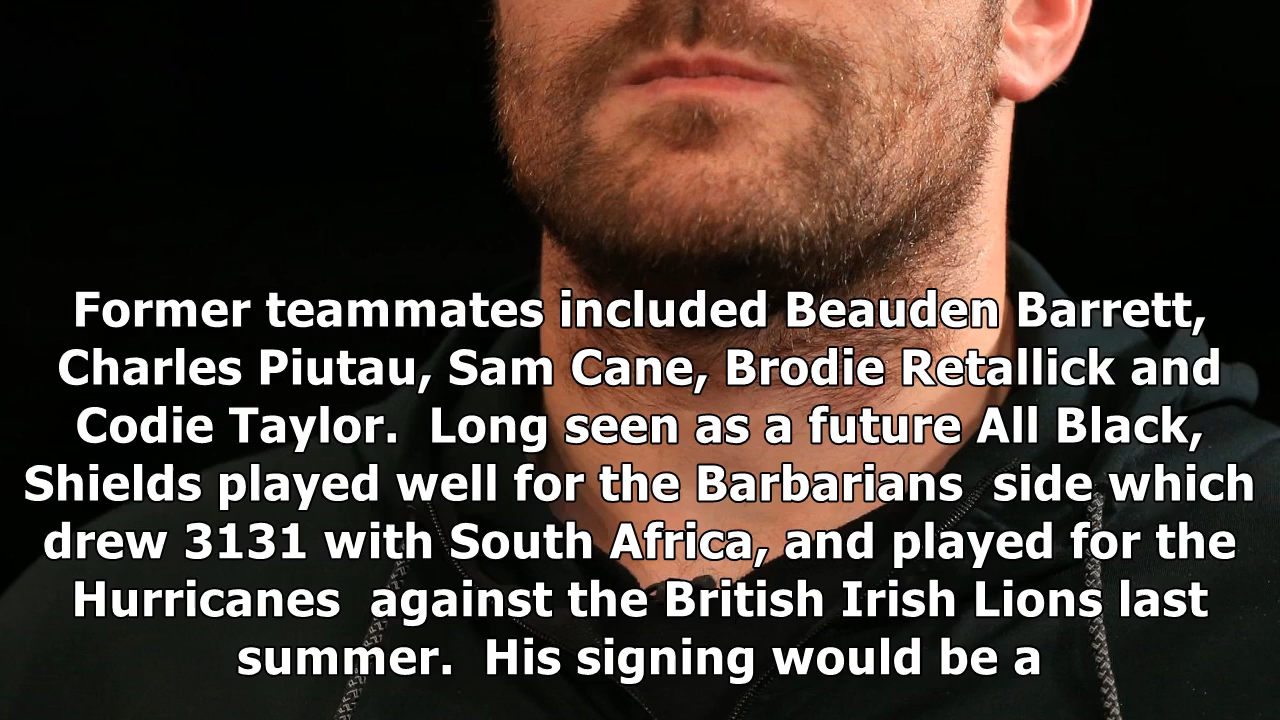 Former teammates included Beauden Barrett,
Charles Piutau, Sam Cane, Brodie Retallick and
Codie Taylor.  Long seen as a future All Black,
Shields played well for the Barbarians  side which
drew 3131 with South Africa, and played for the
Hurricanes  against the British Irish Lions last
summer.  His signing would be a